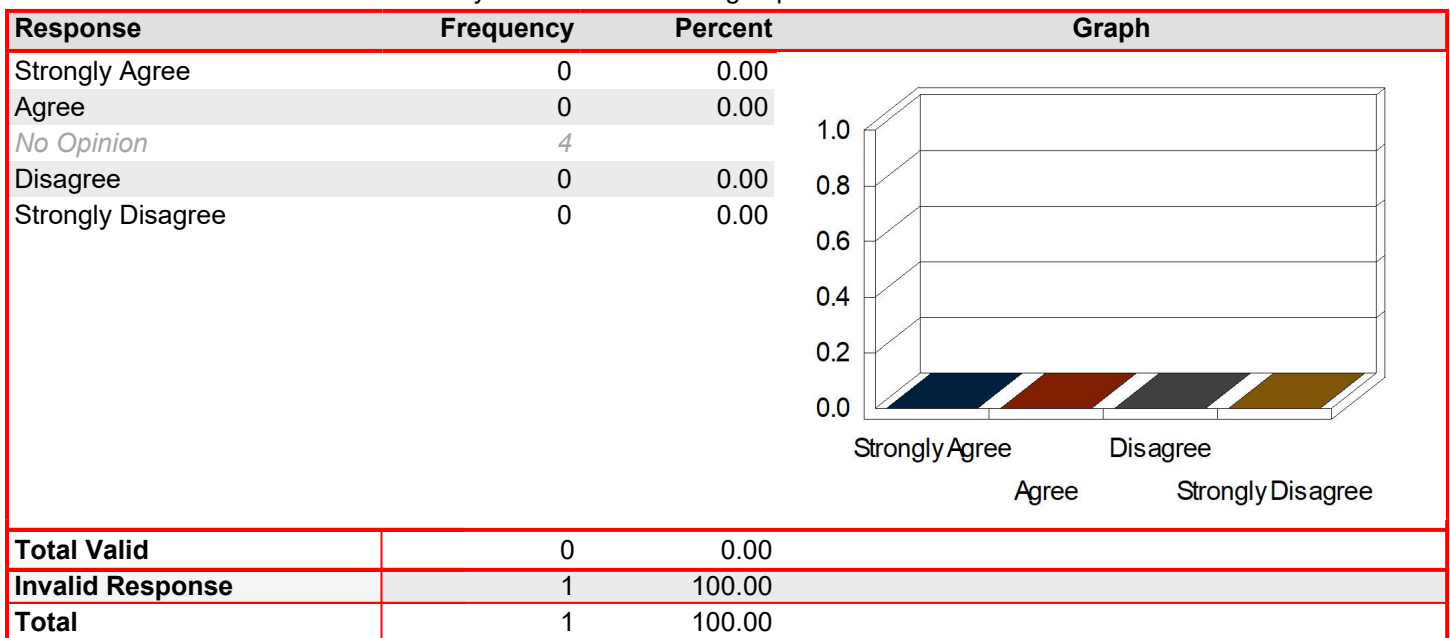 Response Frequency Percent Graph
Strongly Agree 0 0.00
Agree 0 0.00
No Opinion 4
Disagree 0 0.00
Strongly Disagree 0 0.00
1.0
0.8
0.6
0.4
0.2
0.0
Strongly Agree Disagree
Agree Strongly Disagree
Total Valid 0 0.00
Invalid Response 1 100.00
Total 1 100.00